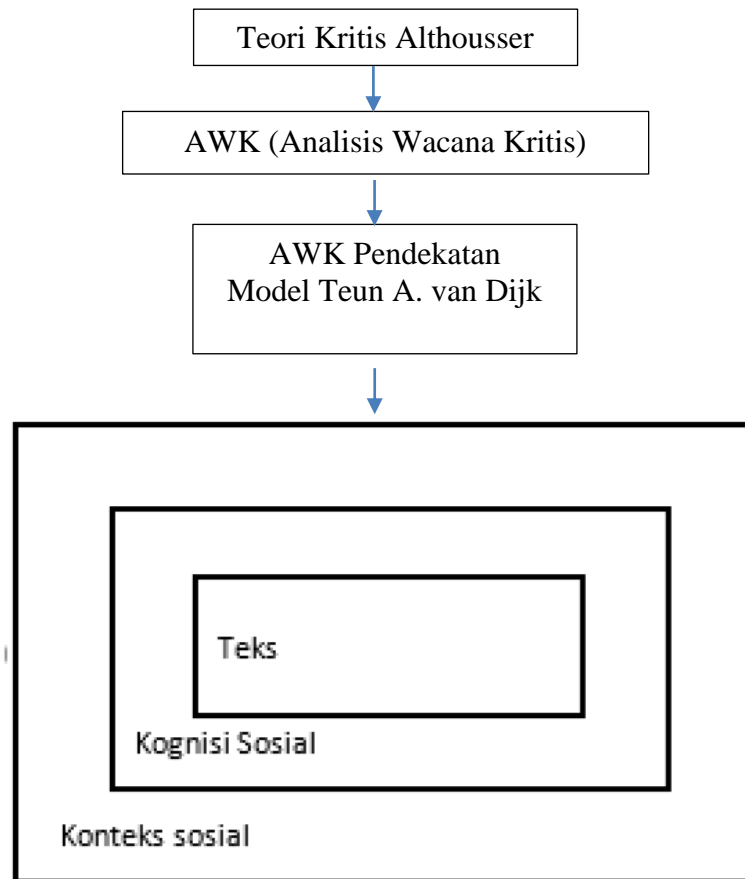 Teori Kritis Althousser
AWK (Analisis Wacana Kritis)
AWK Pendekatan
Model Teun A. van Dijk
Teks
Kognisi Sosial
Konteks sosial